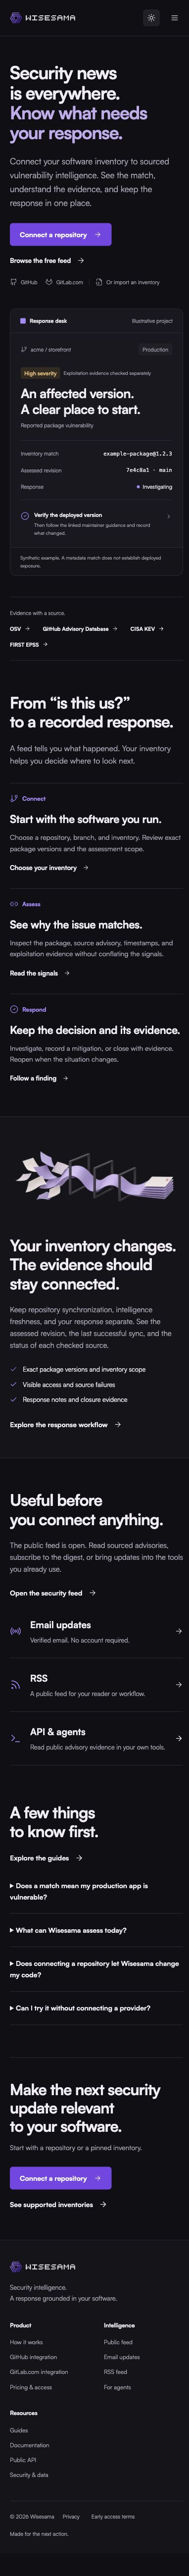 WISESAMA
Security news
is everywhere.
Know what needs
your response.
Connect your software inventory to sourced
vulnerability intelligence. See the match,
understand the evidence, and keep the
response in one place.
Connect a repository →
Browse the free feed →
GitHub GitLab.com Or import an inventory
Response desk Illustrative project
acme / storefront Production
High severity Exploitation evidence checked separately
An affected version.
A clear place to start.
Reported package vulnerability
Inventory match example-package@1.2.3
Assessed revision 7e4c8a1 · main
Response Investigating
Verify the deployed version
Then follow the linked maintainer guidance and record
what changed.
Synthetic example. A metadata match does not establish deployed
exposure.
Evidence with a source.
OSV → GitHub Advisory Database → CISA KEV →
FIRST EPSS →
From “is this us?”
to a recorded response.
A feed tells you what happened. Your inventory
helps you decide where to look next.
Connect
Start with the software you run.
Choose a repository, branch, and inventory. Review exact
package versions and the assessment scope.
Choose your inventory →
Assess
See why the issue matches.
Inspect the package, source advisory, timestamps, and
exploitation evidence without conflating the signals.
Read the signals →
Respond
Keep the decision and its evidence.
Investigate, record a mitigation, or close with evidence.
Reopen when the situation changes.
Follow a finding →
Your inventory changes.
The evidence should
stay connected.
Keep repository synchronization, intelligence
freshness, and your response separate. See the
assessed revision, the last successful sync, and the
status of each checked source.
Exact package versions and inventory scope
Visible access and source failures
Response notes and closure evidence
Explore the response workflow →
Useful before
you connect anything.
The public feed is open. Read sourced advisories,
subscribe to the digest, or bring updates into the tools
you already use.
Open the security feed →
Email updates
Verified email. No account required.
RSS
A public feed for your reader or workflow.
API & agents
Read public advisory evidence in your own tools.
A few things
to know first.
Explore the guides →
Does a match mean my production app is
vulnerable?
What can Wisesama assess today?
Does connecting a repository let Wisesama change
my code?
Can I try it without connecting a provider?
Make the next security
update relevant
to your software.
Start with a repository or a pinned inventory.
Connect a repository →
See supported inventories →
WISESAMA
Security intelligence.
A response grounded in your software.
Product Intelligence
How it works Public feed
GitHub integration Email updates
GitLab.com integration RSS feed
Pricing & access For agents
Resources
Guides
Documentation
Public API
Security & data
© 2026 Wisesama Privacy Early access terms
Made for the next action.